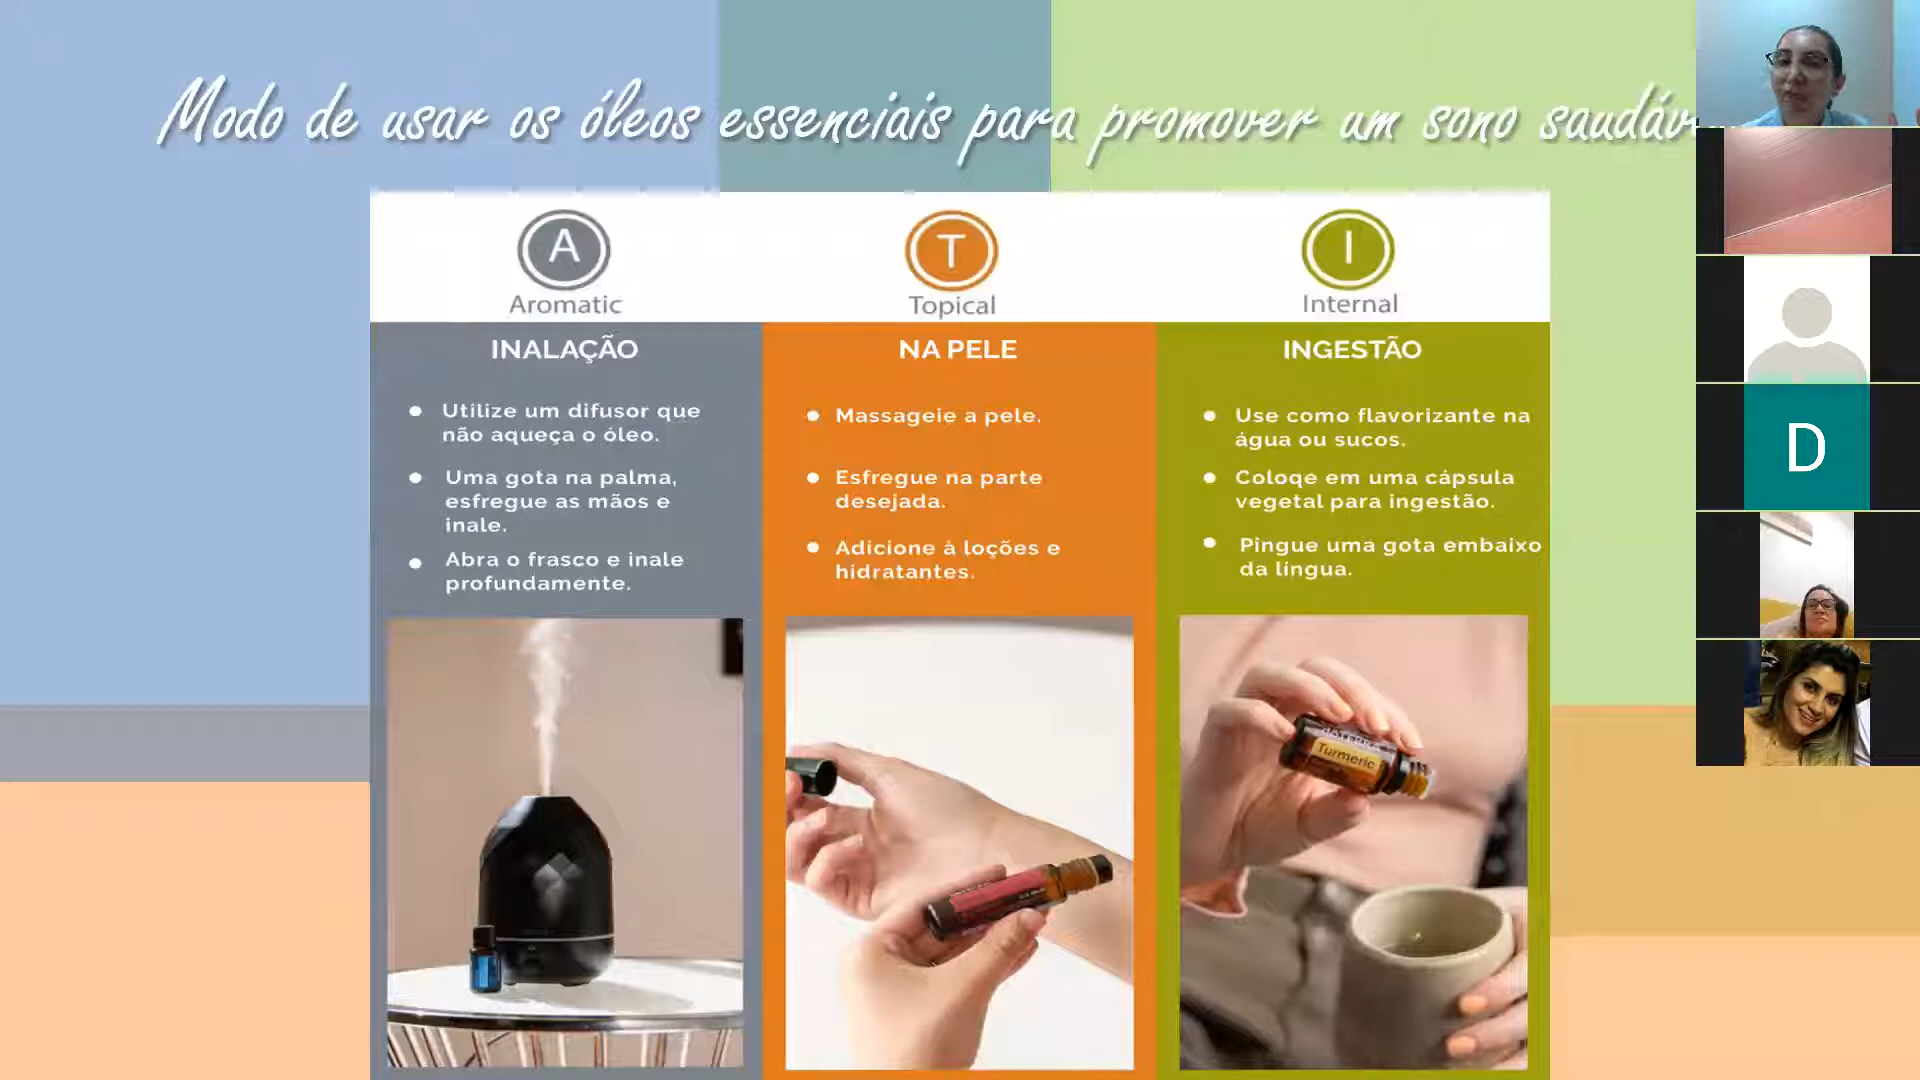 Modo de usar os óleos essenciais para promover um sono saudáv
A
T
I
Aromatic
Topical
Internal
INALAÇÃO
Utilize um difusor que
não aqueça o óleo.
Uma gota na palma,
esfregue as mãos e
inale.
Abra o frasco e inale
profundamente.
NA PELE
Massageie a pele.
Esfregue na parte
desejada.
Adicione à loções e
hidratantes.
INGESTÃO
Use como flavorizante na
água ou sucos.
Coloqe em uma cápsula
vegetal para ingestão.
Pingue uma gota embaixo
da língua.
Turmeric
D